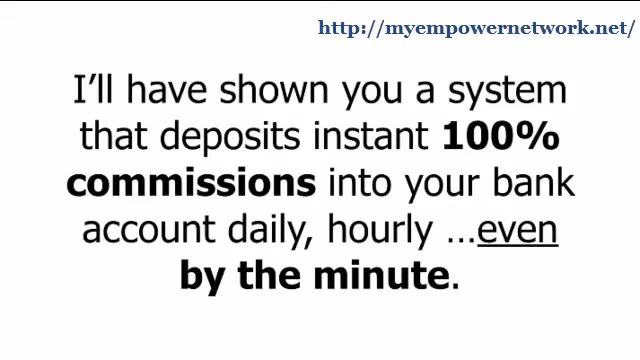 http://myempowernetwork.net/
I’ll have shown you a system
that deposits instant 100%
commissions into your bank
account daily, hourly …even
by the minute.